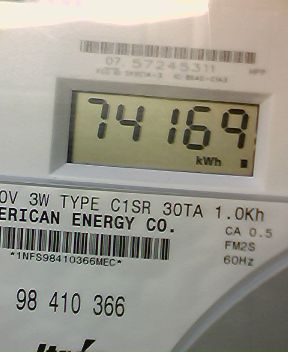 07 57245311
74169
kWh
0V 3W TYPE C1SR 30TA 1.0Kh
ERICAN ENERGY CO.
CA 0.5
FM2S
*1NFS98410366MEC*
60Hz
98 410 366